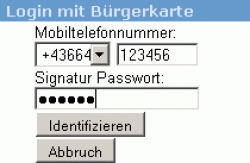 Login mit Bürgerkarte
Mobiltelefonnummer:
+43664 123456
Signatur Passwort:
●●●●●●
Identifizieren
Abbruch